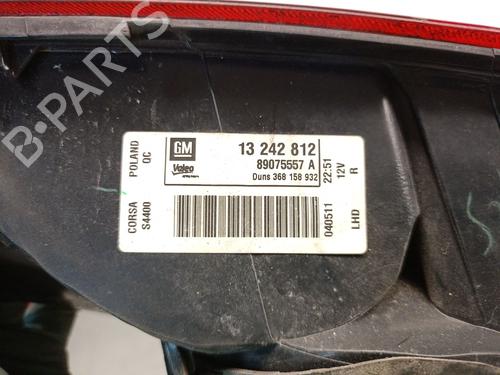 B-PARTS
GM
Valeo
13 242 812
89075557 A
Duns 368 158 932
CORSA POLAND
S4400 OC
22:51 12V R
040511 LHD